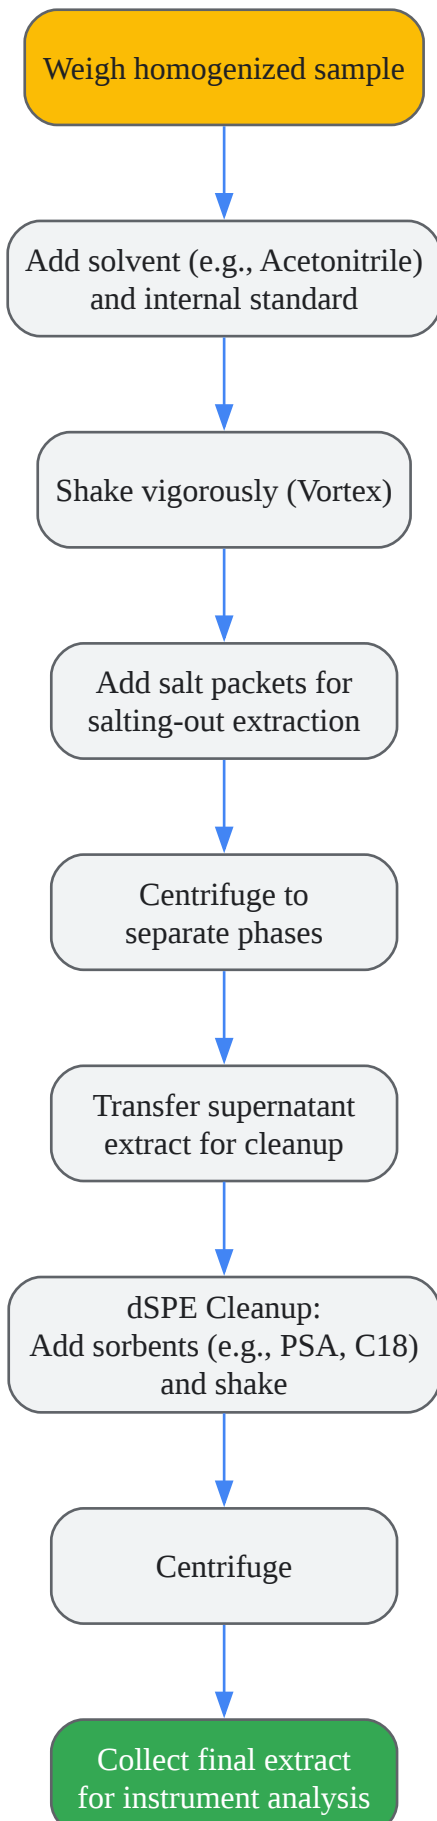 Weigh homogenized sample
Add solvent (e.g., Acetonitrile)
and internal standard
Shake vigorously (Vortex)
Add salt packets for
salting-out extraction
Centrifuge to
separate phases
Transfer supernatant
extract for cleanup
dSPE Cleanup:
Add sorbents (e.g., PSA, C18)
and shake
Centrifuge
Collect final extract
for instrument analysis